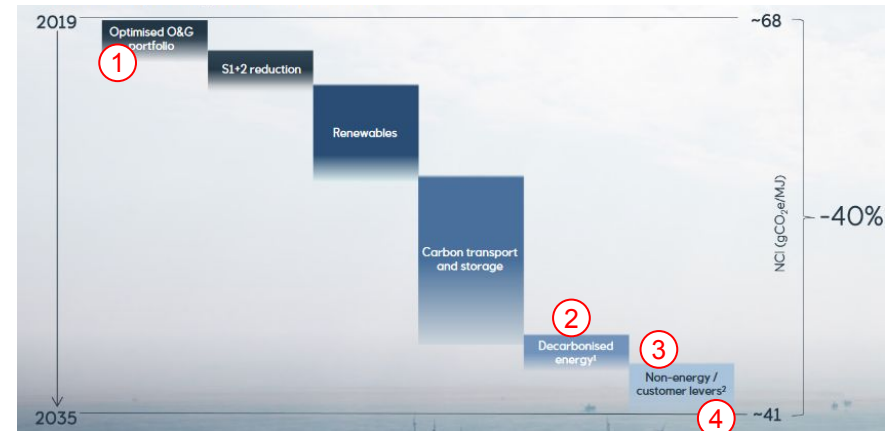 2019
~68
Optimised O&G
portfolio
1
S1+2 reduction
Renewables
NCI (gCO₂e/MJ)
-40%
Carbon transport
and storage
2
Decarbonised
energy¹
3
Non-energy /
customer levers²
4
2035
~41